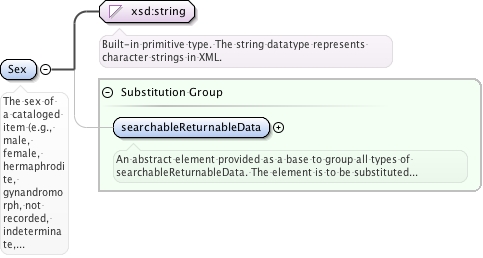 xsd:string
Built-in primitive type. The string datatype represents
character strings in XML.
Sex
The sex of
a cataloged
item (e.g.,
male,
female,
hermaphrod
ite,
gynandromo
rph, not
recorded,
indetermina
te,...
Substitution Group
searchableReturnableData
An abstract element provided as a base to group all types of
searchableReturnableData. The element is to be substituted...